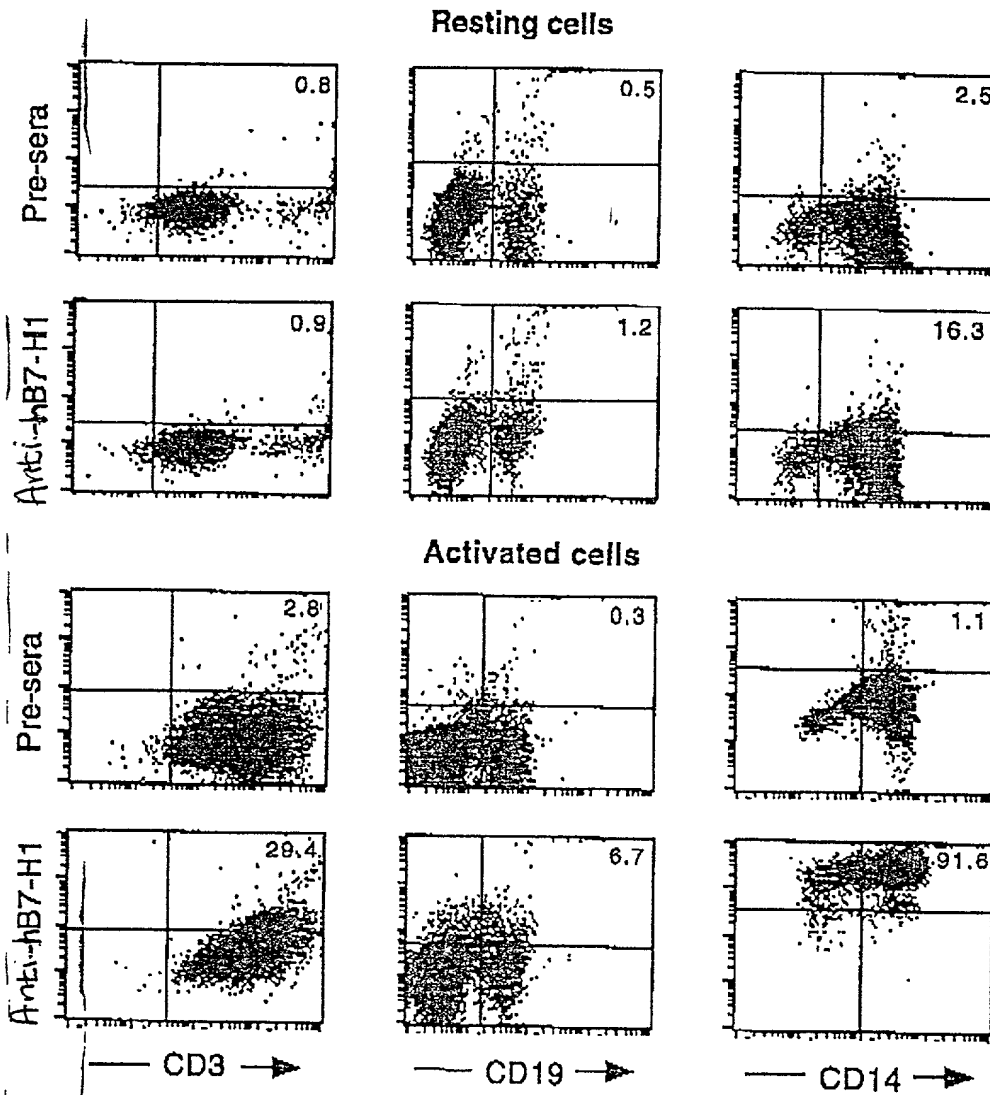 Resting cells
Pre-sera
0.8
0.5
2.5
Anti-hB7-H1
0.9
1.2
16.3
Activated cells
Pre-sera
2.8
0.3
1.1
Anti-hB7-H1
29.4
6.7
91.6
CD3
CD19
CD14